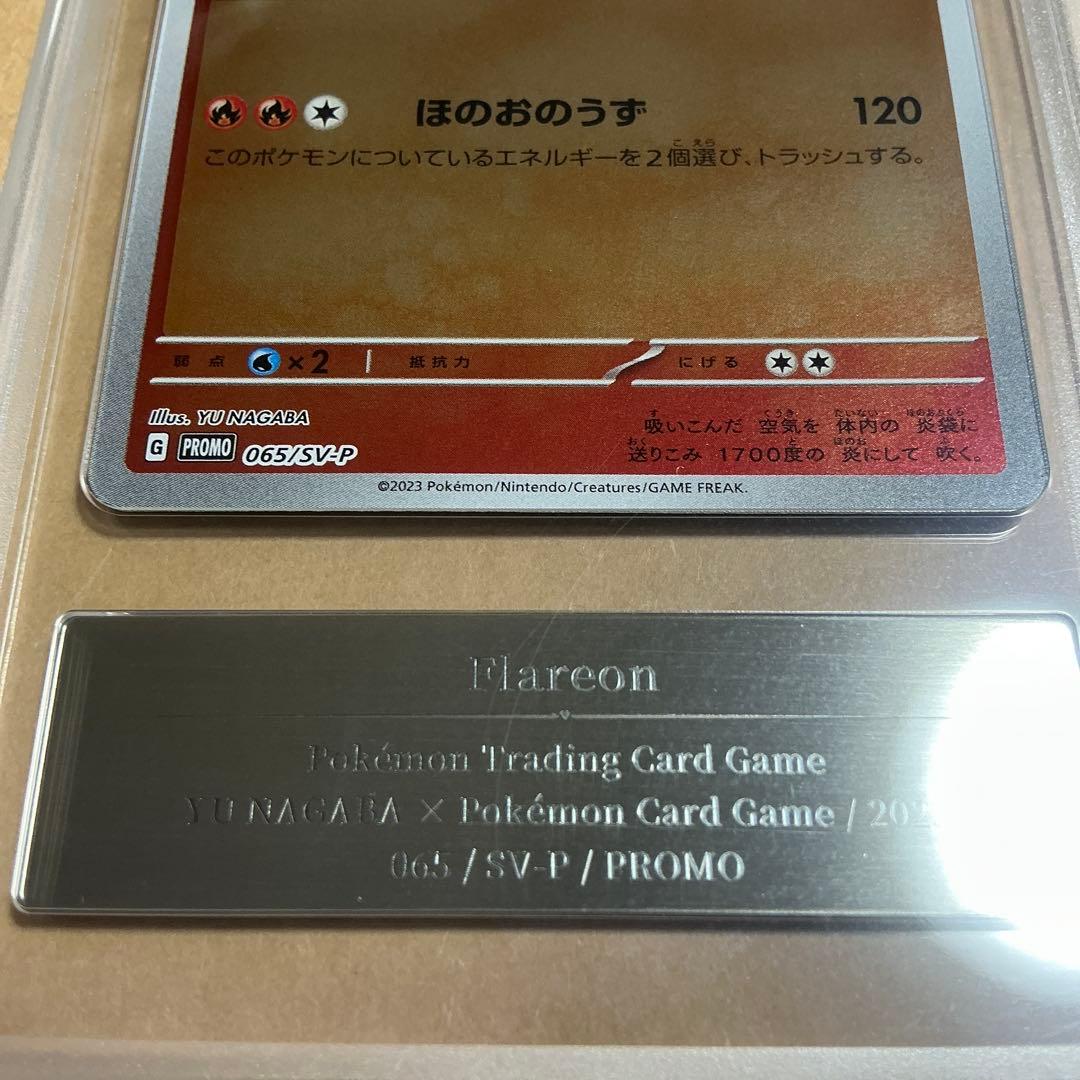 ほのおのうず 120
このポケモンについているエネルギーを2個選び、トラッシュする。
弱点 ×2 抵抗力 にげる
Illus. YU NAGABA
G PROMO 065/SV-P
吸いこんだ 空気を 体内の 炎袋に
送りこみ 1700度の 炎にして 吹く。
©2023 Pokémon/Nintendo/Creatures/GAME FREAK.
Flareon
Pokémon Trading Card Game
YU NAGABA × Pokémon Card Game /
065 / SV-P / PROMO